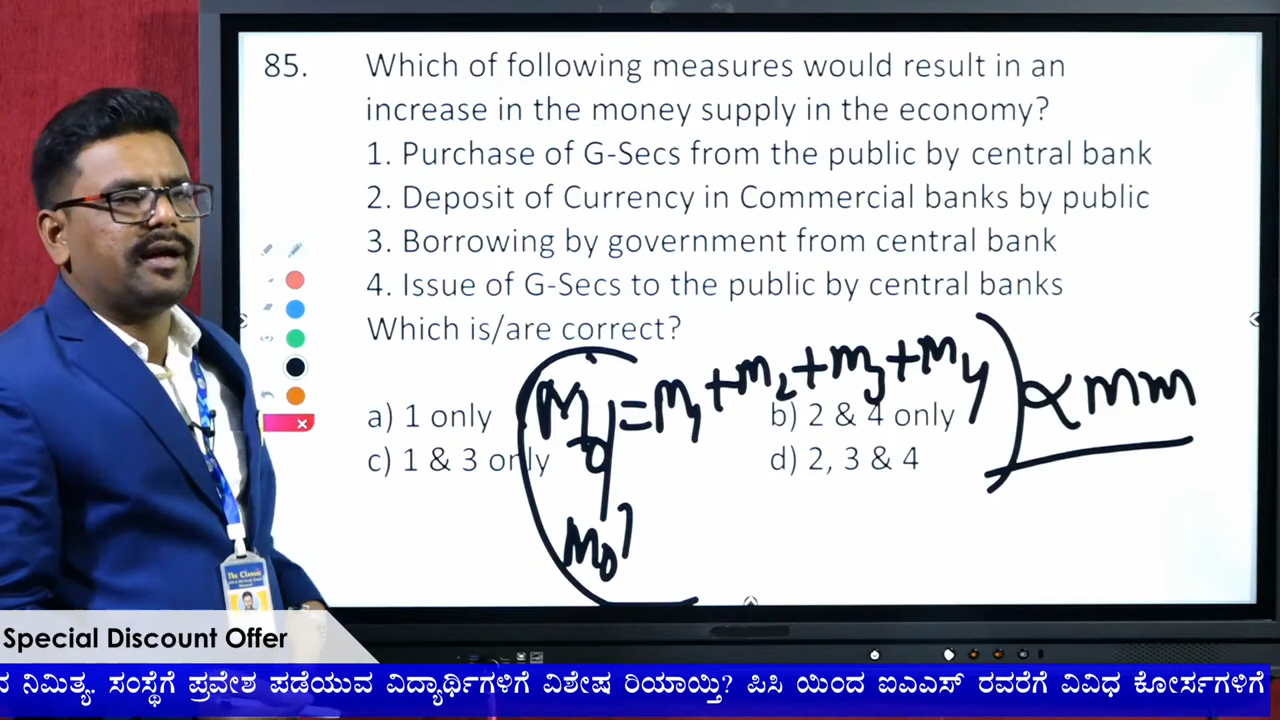 85. Which of following measures would result in an
increase in the money supply in the economy?
1. Purchase of G-Secs from the public by central bank
2. Deposit of Currency in Commercial banks by public
3. Borrowing by government from central bank
4. Issue of G-Secs to the public by central banks
Which is/are correct?
M0 = M1 + M2 + M3 + M4) ∝ MM
a) 1 only b) 2 & 4 only
c) 1 & 3 only d) 2, 3 & 4
M0
The Classic
Special Discount Offer
ನಿಮಿತ್ಯ. ಸಂಸ್ಥೆಗೆ ಪ್ರವೇಶ ಪಡೆಯುವ ವಿದ್ಯಾರ್ಥಿಗಳಿಗೆ ವಿಶೇಷ ರಿಯಾಯ್ತಿ? ಪಿಸಿ ಯಿಂದ ಐಎಎಸ್ ರವರೆಗೆ ವಿವಿಧ ಕೋರ್ಸಗಳಿಗೆ